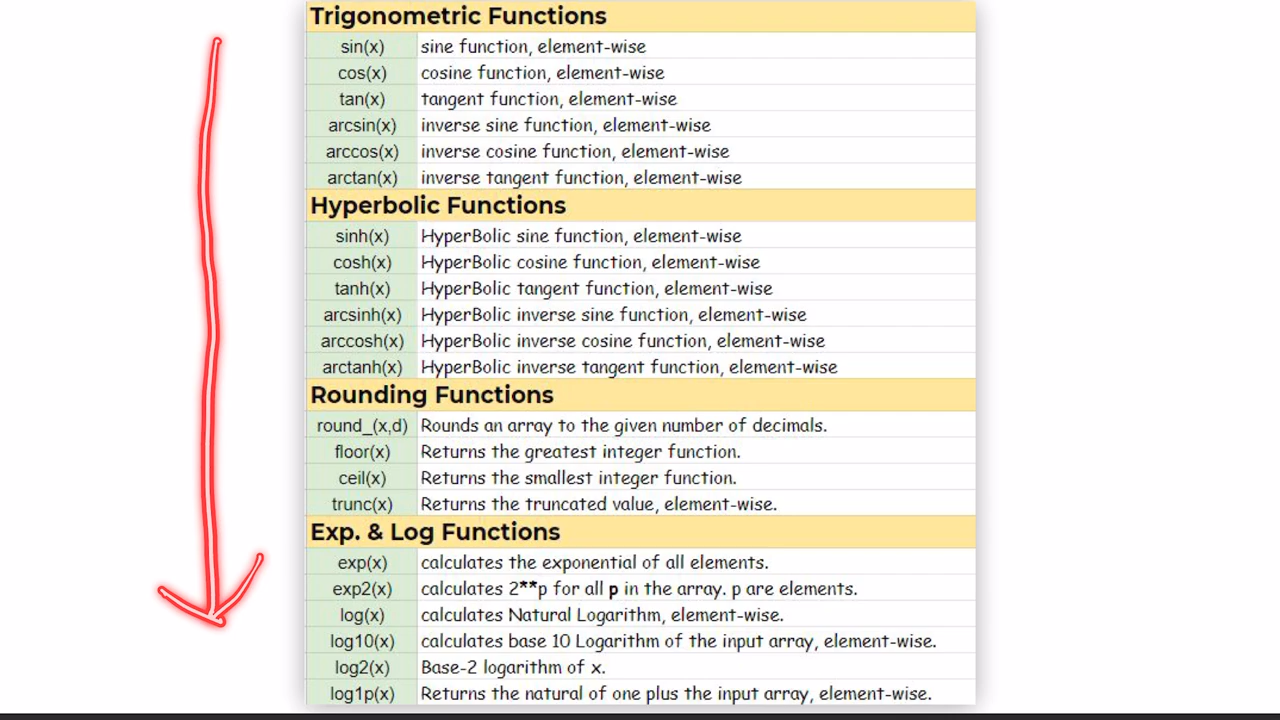 Trigonometric Functions
sin(x) sine function, element-wise
cos(x) cosine function, element-wise
tan(x) tangent function, element-wise
arcsin(x) inverse sine function, element-wise
arccos(x) inverse cosine function, element-wise
arctan(x) inverse tangent function, element-wise
Hyperbolic Functions
sinh(x) HyperBolic sine function, element-wise
cosh(x) HyperBolic cosine function, element-wise
tanh(x) HyperBolic tangent function, element-wise
arcsinh(x) HyperBolic inverse sine function, element-wise
arccosh(x) HyperBolic inverse cosine function, element-wise
arctanh(x) HyperBolic inverse tangent function, element-wise
Rounding Functions
round_(x,d) Rounds an array to the given number of decimals.
floor(x) Returns the greatest integer function.
ceil(x) Returns the smallest integer function.
trunc(x) Returns the truncated value, element-wise.
Exp. & Log Functions
exp(x) calculates the exponential of all elements.
exp2(x) calculates 2**p for all p in the array. p are elements.
log(x) calculates Natural Logarithm, element-wise.
log10(x) calculates base 10 Logarithm of the input array, element-wise.
log2(x) Base-2 logarithm of x.
log1p(x) Returns the natural of one plus the input array, element-wise.